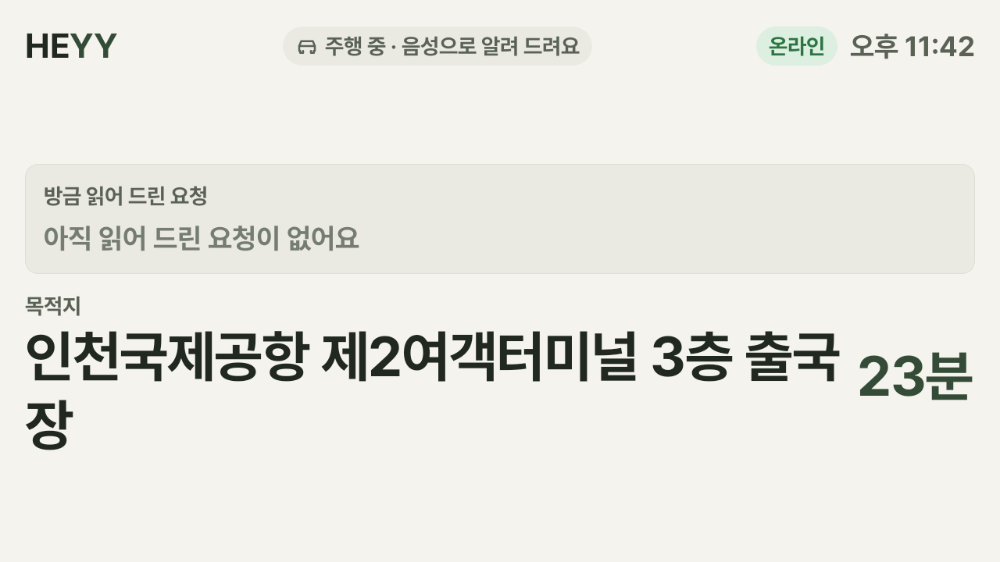 HEYY
주행 중 · 음성으로 알려 드려요
온라인
오후 11:42
방금 읽어 드린 요청
아직 읽어 드린 요청이 없어요
목적지
인천국제공항 제2여객터미널 3층 출국
장
23분